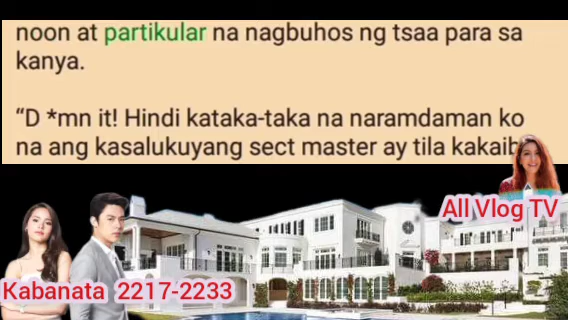 noon at partikular na nagbuhos ng tsaa para sa
kanya.
“D *mn it! Hindi kataka-taka na naramdaman ko
na ang kasalukuyang sect master ay tila
All Vlog TV
Kabanata 2217-2233